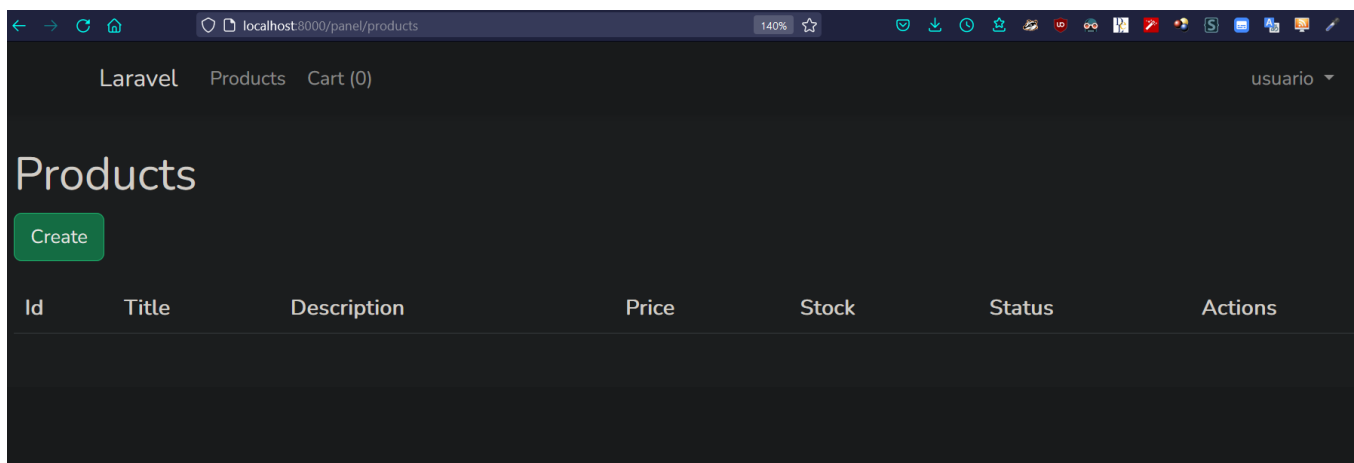 localhost:8000/panel/products 140%
Laravel Products Cart (0) usuario
Products
Create
Id Title Description Price Stock Status Actions